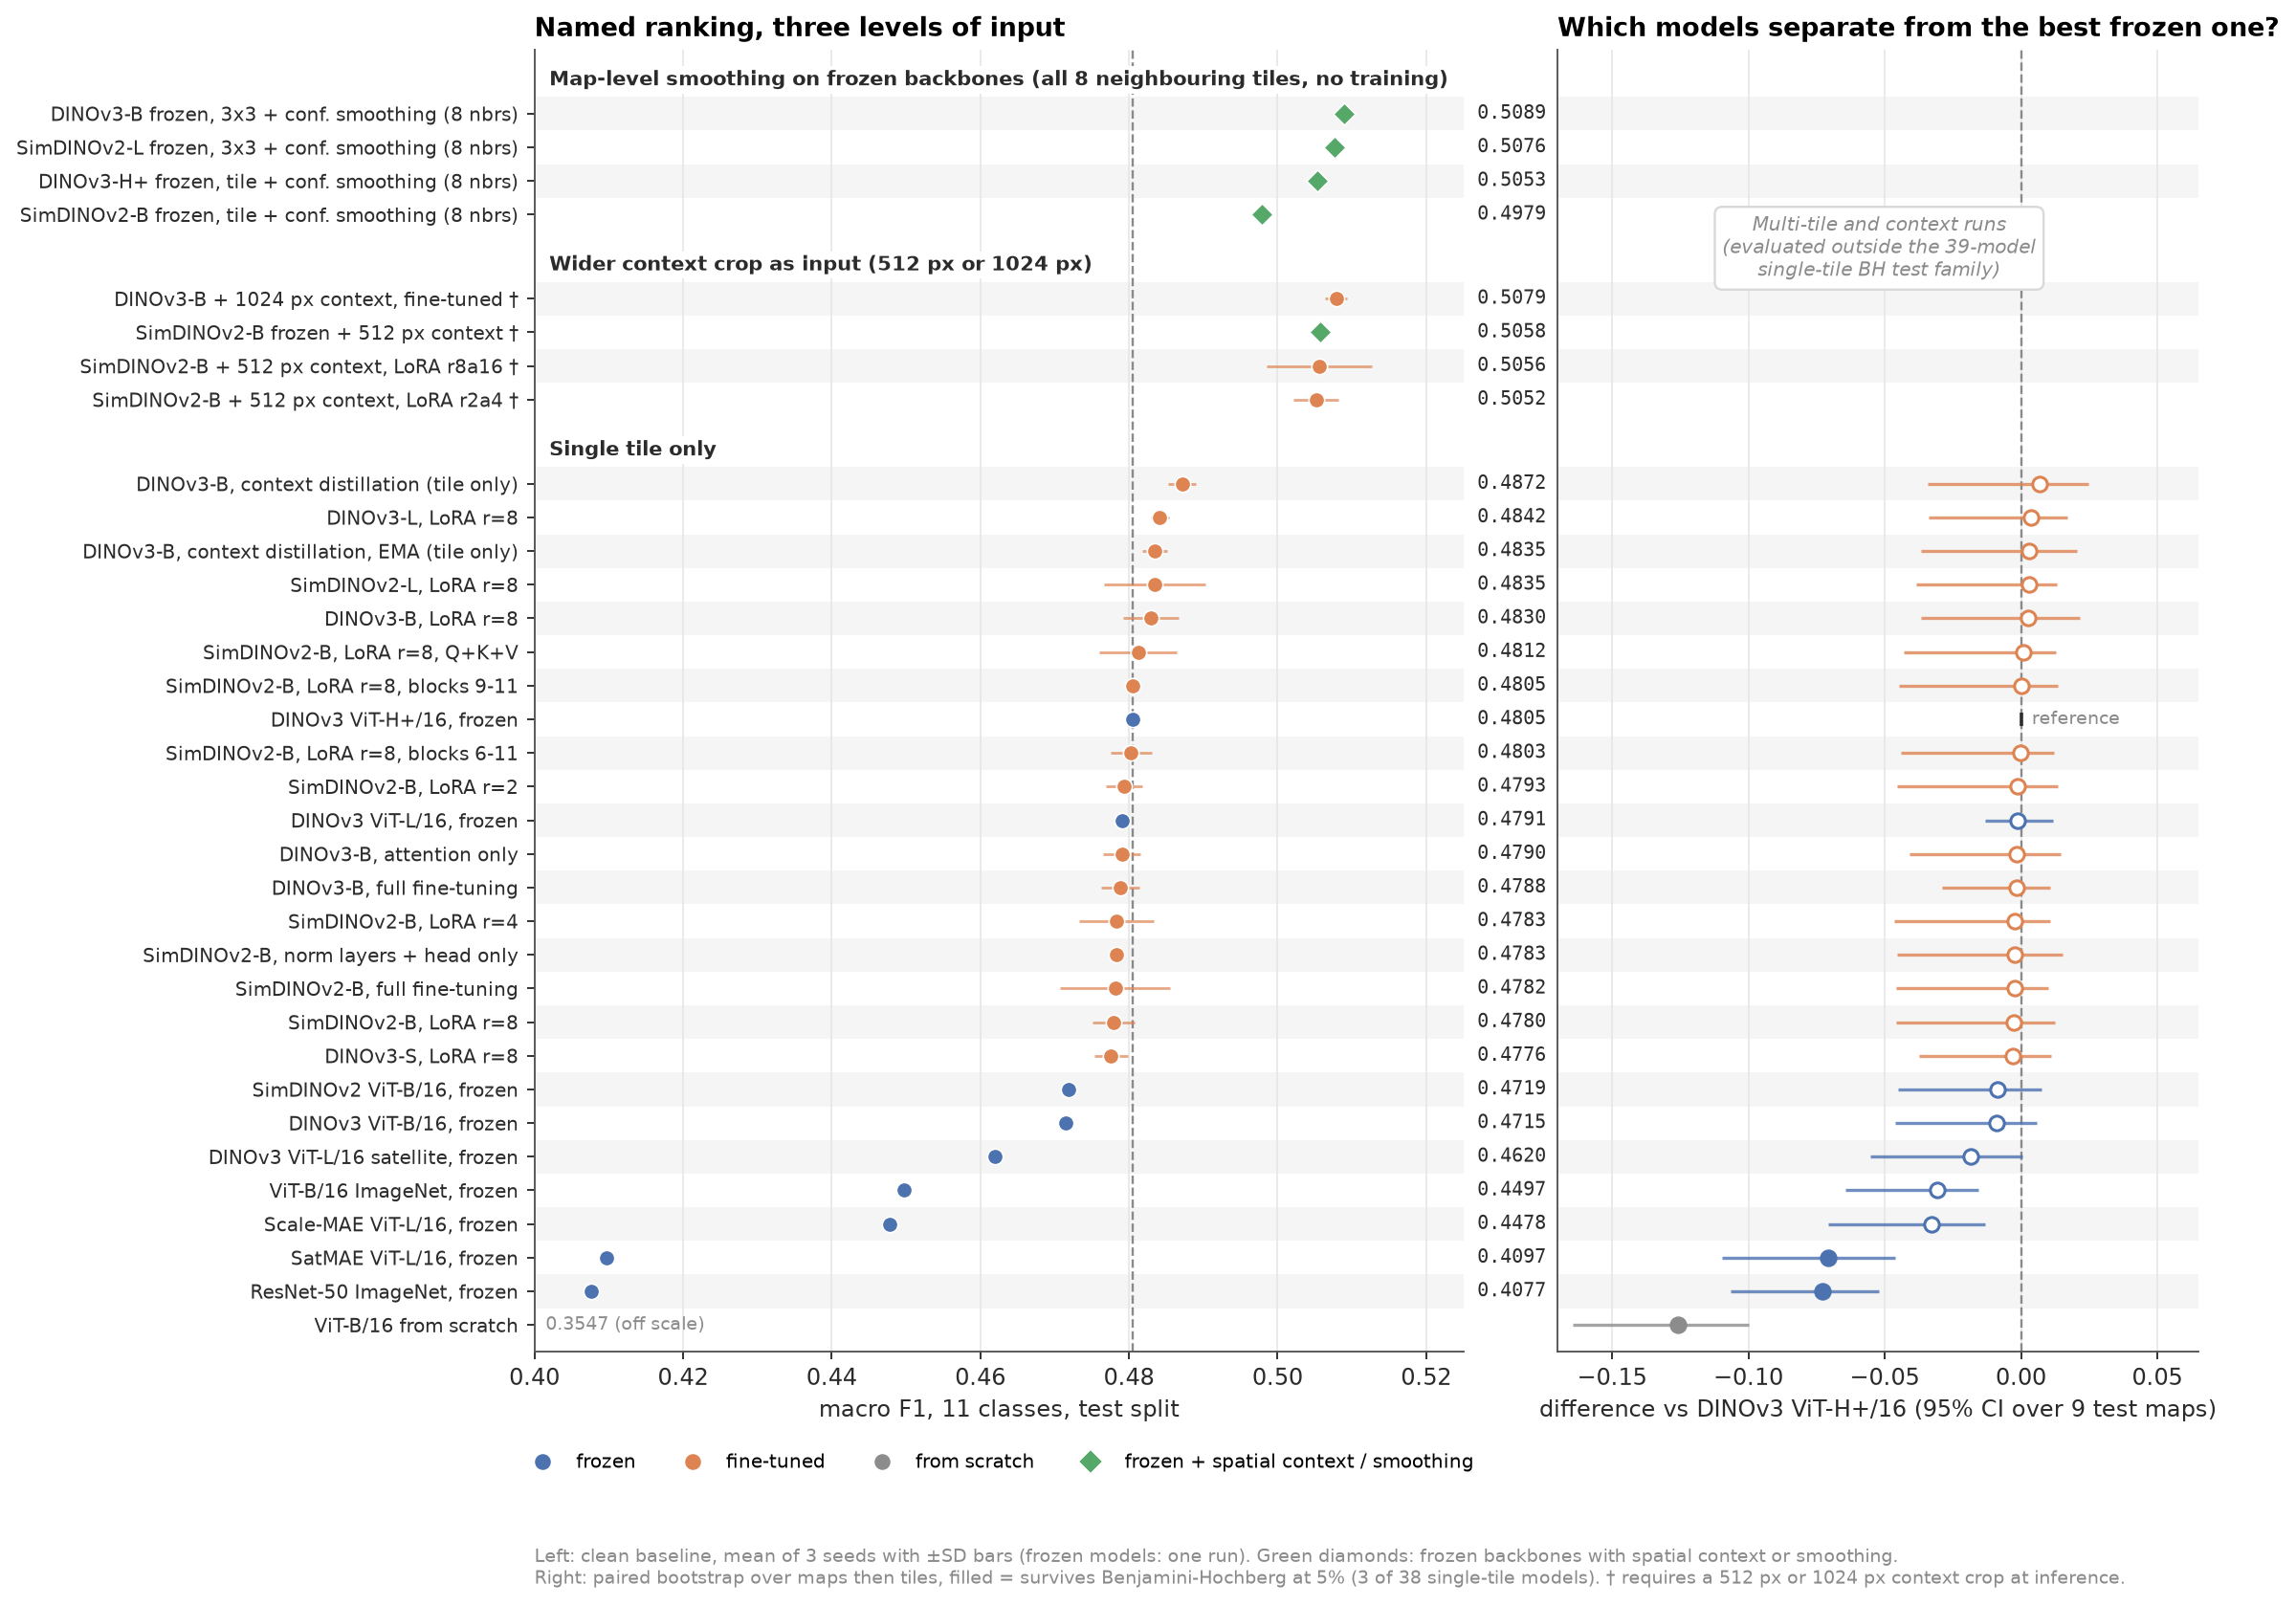 Named ranking, three levels of input
Which models separate from the best frozen one?
Map-level smoothing on frozen backbones (all 8 neighbouring tiles, no training)
DINOv3-B frozen, 3x3 + conf. smoothing (8 nbrs) 0.5089
SimDINOv2-L frozen, 3x3 + conf. smoothing (8 nbrs) 0.5076
DINOv3-H+ frozen, tile + conf. smoothing (8 nbrs) 0.5053
SimDINOv2-B frozen, tile + conf. smoothing (8 nbrs) 0.4979
Multi-tile and context runs
(evaluated outside the 39-model
single-tile BH test family)
Wider context crop as input (512 px or 1024 px)
DINOv3-B + 1024 px context, fine-tuned † 0.5079
SimDINOv2-B frozen + 512 px context † 0.5058
SimDINOv2-B + 512 px context, LoRA r8a16 † 0.5056
SimDINOv2-B + 512 px context, LoRA r2a4 † 0.5052
Single tile only
DINOv3-B, context distillation (tile only) 0.4872
DINOv3-L, LoRA r=8 0.4842
DINOv3-B, context distillation, EMA (tile only) 0.4835
SimDINOv2-L, LoRA r=8 0.4835
DINOv3-B, LoRA r=8 0.4830
SimDINOv2-B, LoRA r=8, Q+K+V 0.4812
SimDINOv2-B, LoRA r=8, blocks 9-11 0.4805
DINOv3 ViT-H+/16, frozen 0.4805 reference
SimDINOv2-B, LoRA r=8, blocks 6-11 0.4803
SimDINOv2-B, LoRA r=2 0.4793
DINOv3 ViT-L/16, frozen 0.4791
DINOv3-B, attention only 0.4790
DINOv3-B, full fine-tuning 0.4788
SimDINOv2-B, LoRA r=4 0.4783
SimDINOv2-B, norm layers + head only 0.4783
SimDINOv2-B, full fine-tuning 0.4782
SimDINOv2-B, LoRA r=8 0.4780
DINOv3-S, LoRA r=8 0.4776
SimDINOv2 ViT-B/16, frozen 0.4719
DINOv3 ViT-B/16, frozen 0.4715
DINOv3 ViT-L/16 satellite, frozen 0.4620
ViT-B/16 ImageNet, frozen 0.4497
Scale-MAE ViT-L/16, frozen 0.4478
SatMAE ViT-L/16, frozen 0.4097
ResNet-50 ImageNet, frozen 0.4077
ViT-B/16 from scratch 0.3547 (off scale)
0.40 0.42 0.44 0.46 0.48 0.50 0.52
−0.15 −0.10 −0.05 0.00 0.05
macro F1, 11 classes, test split
difference vs DINOv3 ViT-H+/16 (95% CI over 9 test maps)
frozen fine-tuned from scratch frozen + spatial context / smoothing
Left: clean baseline, mean of 3 seeds with ±SD bars (frozen models: one run). Green diamonds: frozen backbones with spatial context or smoothing.
Right: paired bootstrap over maps then tiles, filled = survives Benjamini-Hochberg at 5% (3 of 38 single-tile models). † requires a 512 px or 1024 px context crop at inference.